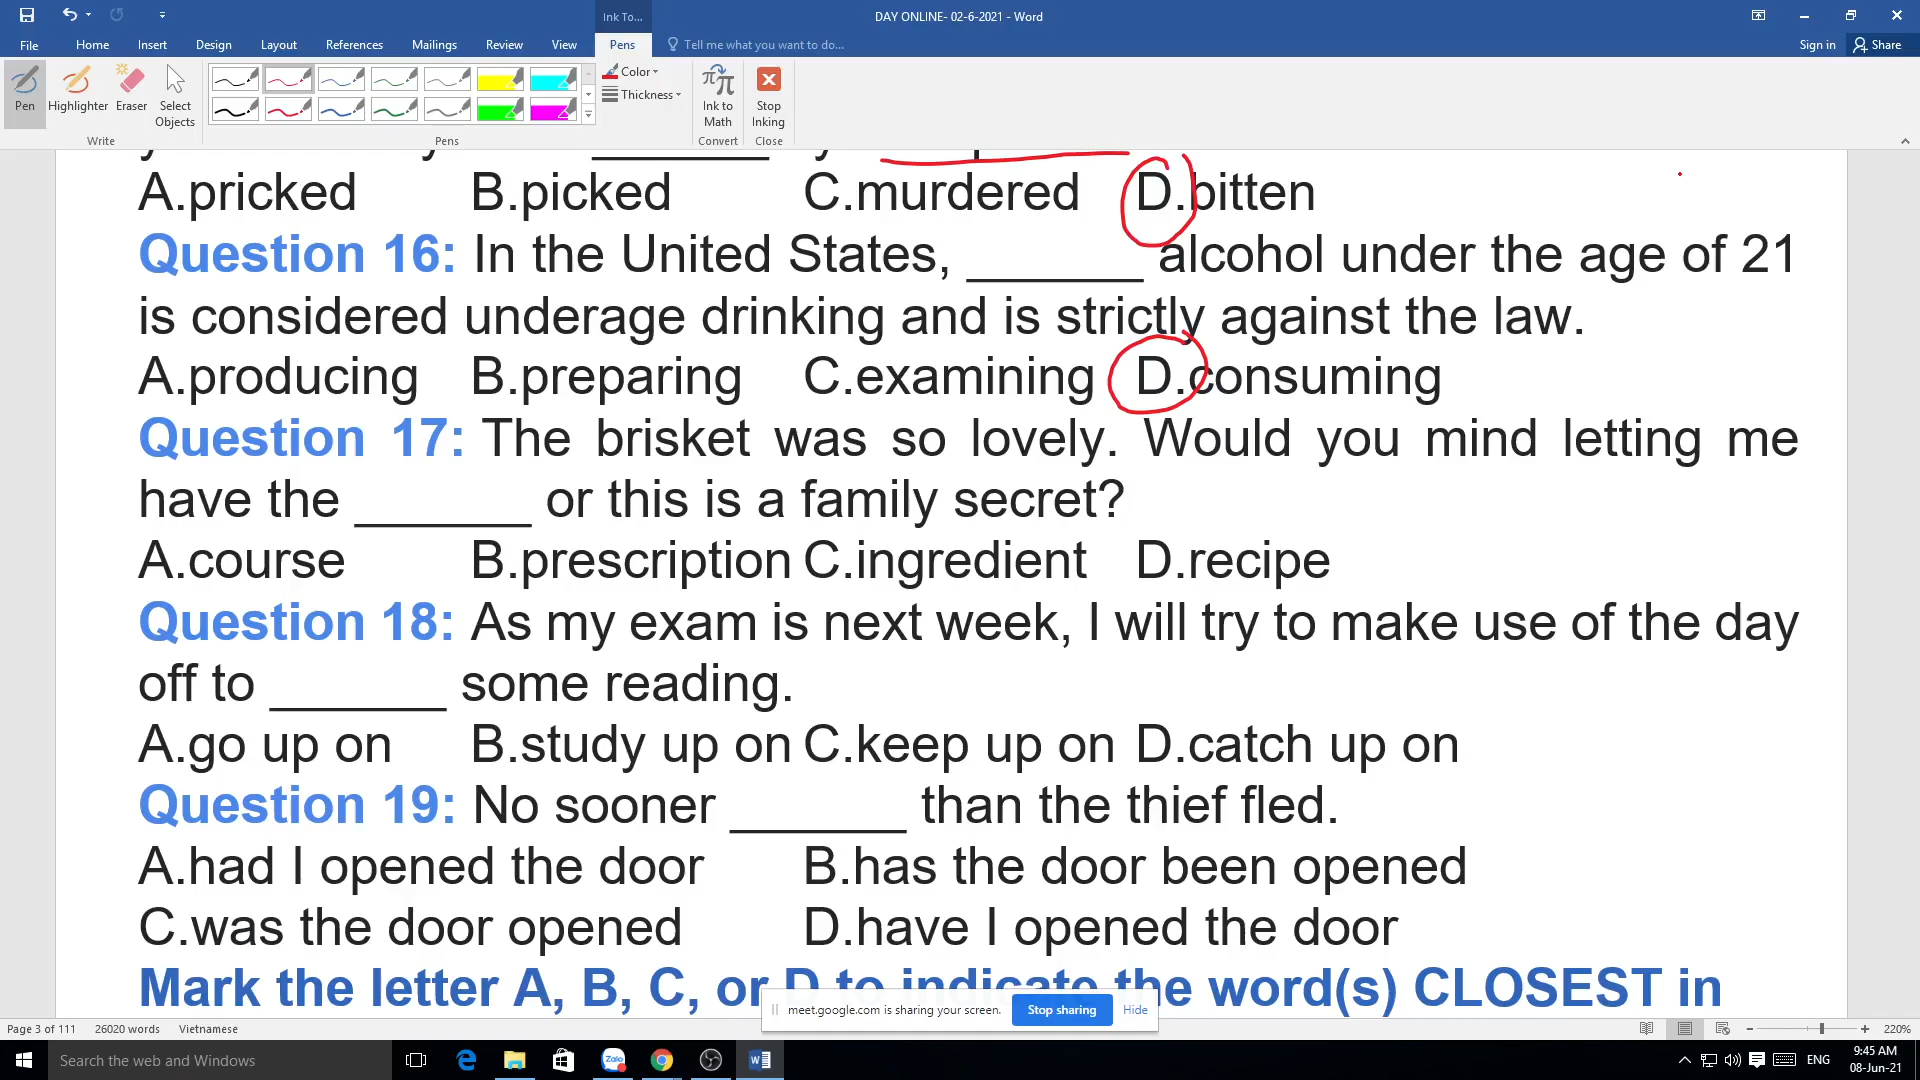 Ink To...
DAY ONLINE- 02-6-2021 - Word
File Home Insert Design Layout References Mailings Review View Pens Tell me what you want to do... Sign in Share
Pen Highlighter Eraser Select Objects
Color
Thickness
Ink to Math
Stop Inking
Write Pens Convert Close
A.pricked B.picked C.murdered D.bitten
Question 16: In the United States, _______ alcohol under the age of 21
is considered underage drinking and is strictly against the law.
A.producing B.preparing C.examining D.consuming
Question 17: The brisket was so lovely. Would you mind letting me
have the _______ or this is a family secret?
A.course B.prescription C.ingredient D.recipe
Question 18: As my exam is next week, I will try to make use of the day
off to _______ some reading.
A.go up on B.study up on C.keep up on D.catch up on
Question 19: No sooner _______ than the thief fled.
A.had I opened the door B.has the door been opened
C.was the door opened D.have I opened the door
Mark the letter A, B, C, or D to indicate the word(s) CLOSEST in
meet.google.com is sharing your screen. Stop sharing Hide
Page 3 of 111 26020 words Vietnamese 220%
Search the web and Windows Zalo ENG 9:45 AM
08-Jun-21